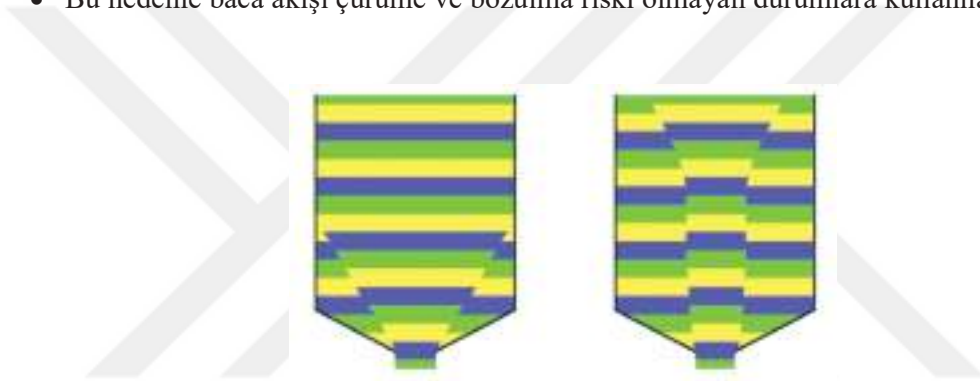 • Bu nedenle baca akışı çürüme ve bozulma riski olmayan durumlara